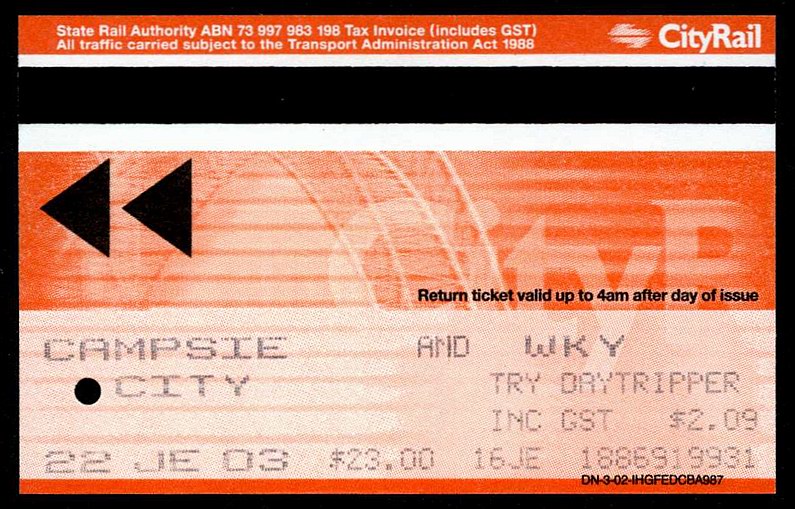 State Rail Authority ABN 73 997 983 198 Tax Invoice (includes GST)
All traffic carried subject to the Transport Administration Act 1988
CityRail
CityR
Return ticket valid up to 4am after day of issue
CAMPSIE AND WKY
CITY TRY DAYTRIPPER
INC GST $2.09
22 JE 03 $23.00 16JE 1886919931
DN-3-02-IHGFEDCBA987